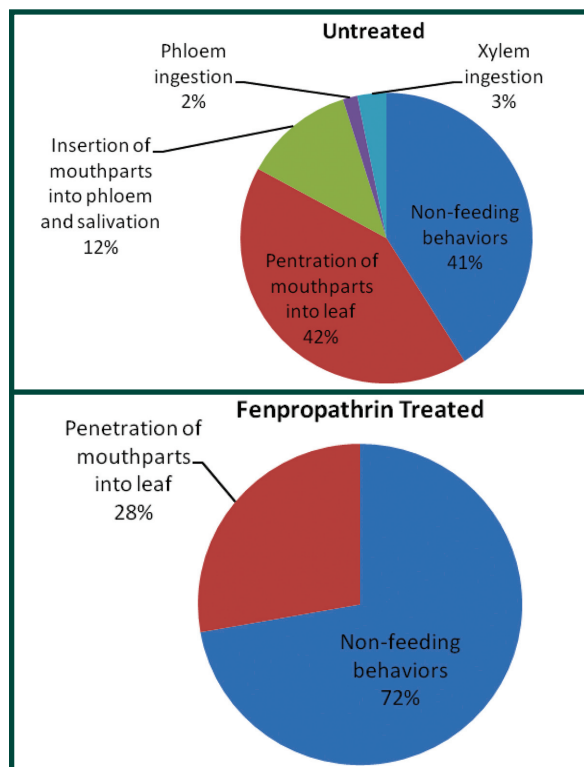 Untreated
Phloem
ingestion
2%
Xylem
ingestion
3%
Insertion of
mouthparts
into phloem
and salivation
12%
Non-feeding
behaviors
41%
Pentration of
mouthparts
into leaf
42%
Fenpropathrin Treated
Penetration of
mouthparts
into leaf
28%
Non-feeding
behaviors
72%